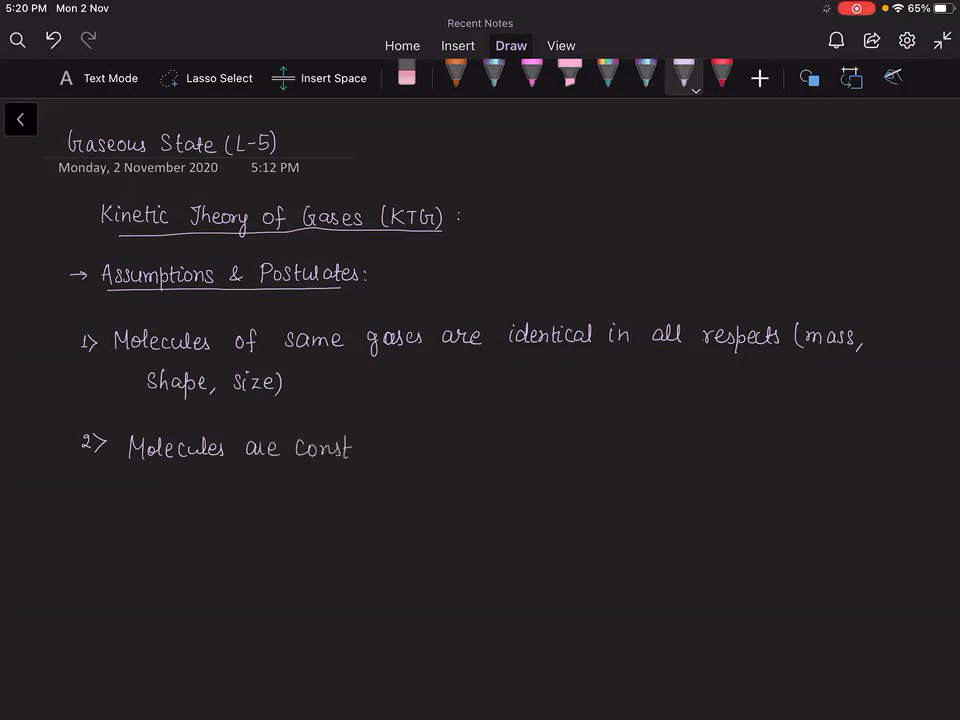 5:20 PM Mon 2 Nov 65%
Recent Notes
Home Insert Draw View
Text Mode Lasso Select Insert Space
Gaseous State (L-5)
Monday, 2 November 2020 5:12 PM
Kinetic Theory of Gases (KTG) :
→ Assumptions & Postulates:
1> Molecules of same gases are identical in all respects (mass,
shape, size)
2> Molecules are const